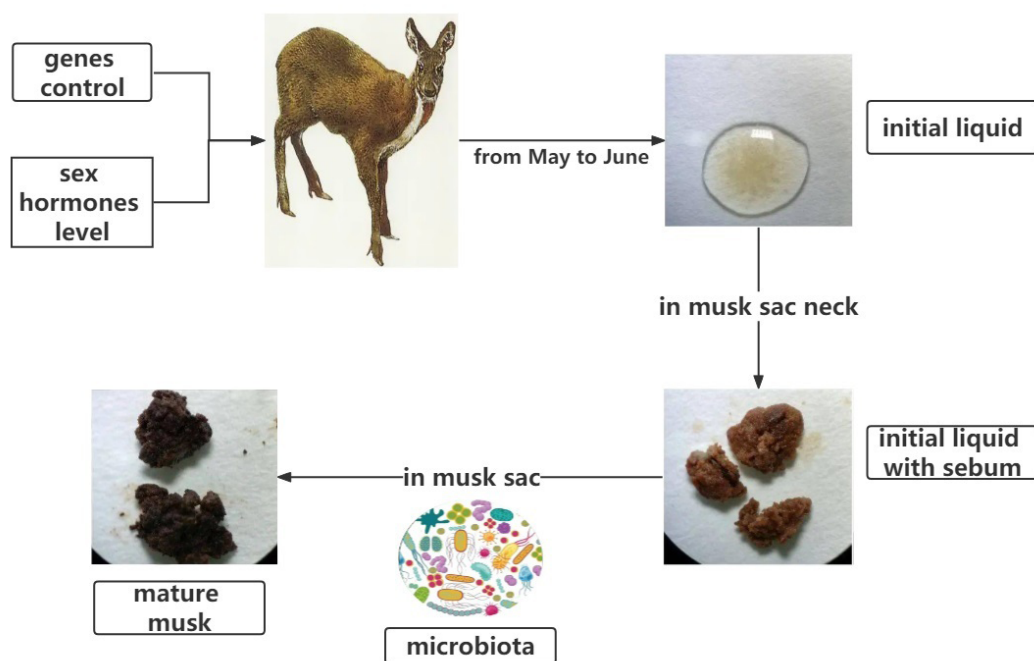 genes
control
sex
hormones
level
from May to June
initial liquid
in musk sac neck
initial liquid
with sebum
in musk sac
microbiota
mature
musk